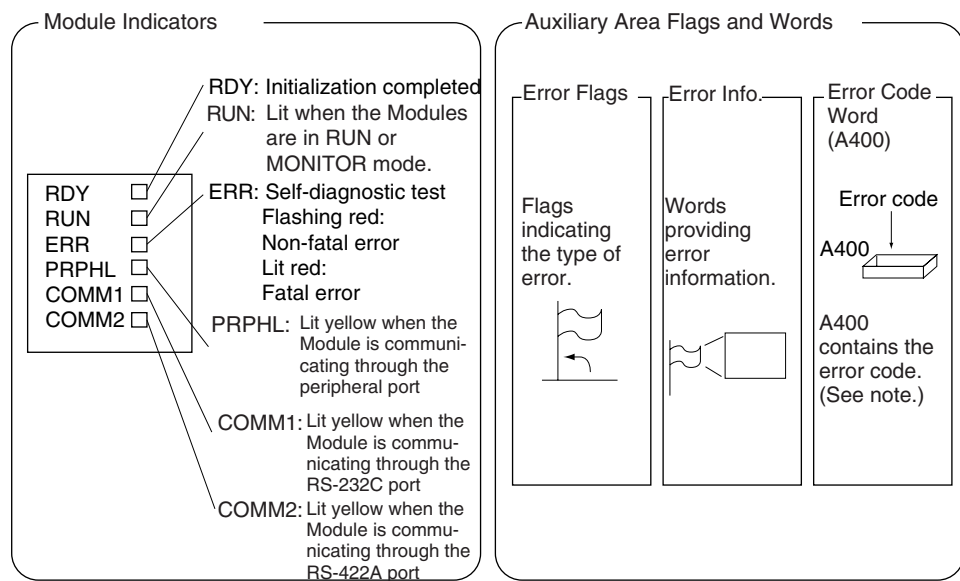 Module Indicators
RDY: Initialization completed
RUN: Lit when the Modules
are in RUN or
MONITOR mode.
RDY
RUN
ERR
PRPHL
COMM1
COMM2
ERR: Self-diagnostic test
Flashing red:
Non-fatal error
Lit red:
Fatal error
PRPHL: Lit yellow when the
Module is communi-
cating through the
peripheral port
COMM1: Lit yellow when the
Module is commu-
nicating through the
RS-232C port
COMM2: Lit yellow when the
Module is commu-
nicating through the
RS-422A port
Auxiliary Area Flags and Words
Error Flags
Flags
indicating
the type of
error.
Error Info.
Words
providing
error
information.
Error Code
Word
(A400)
Error code
A400
A400
contains the
error code.
(See note.)